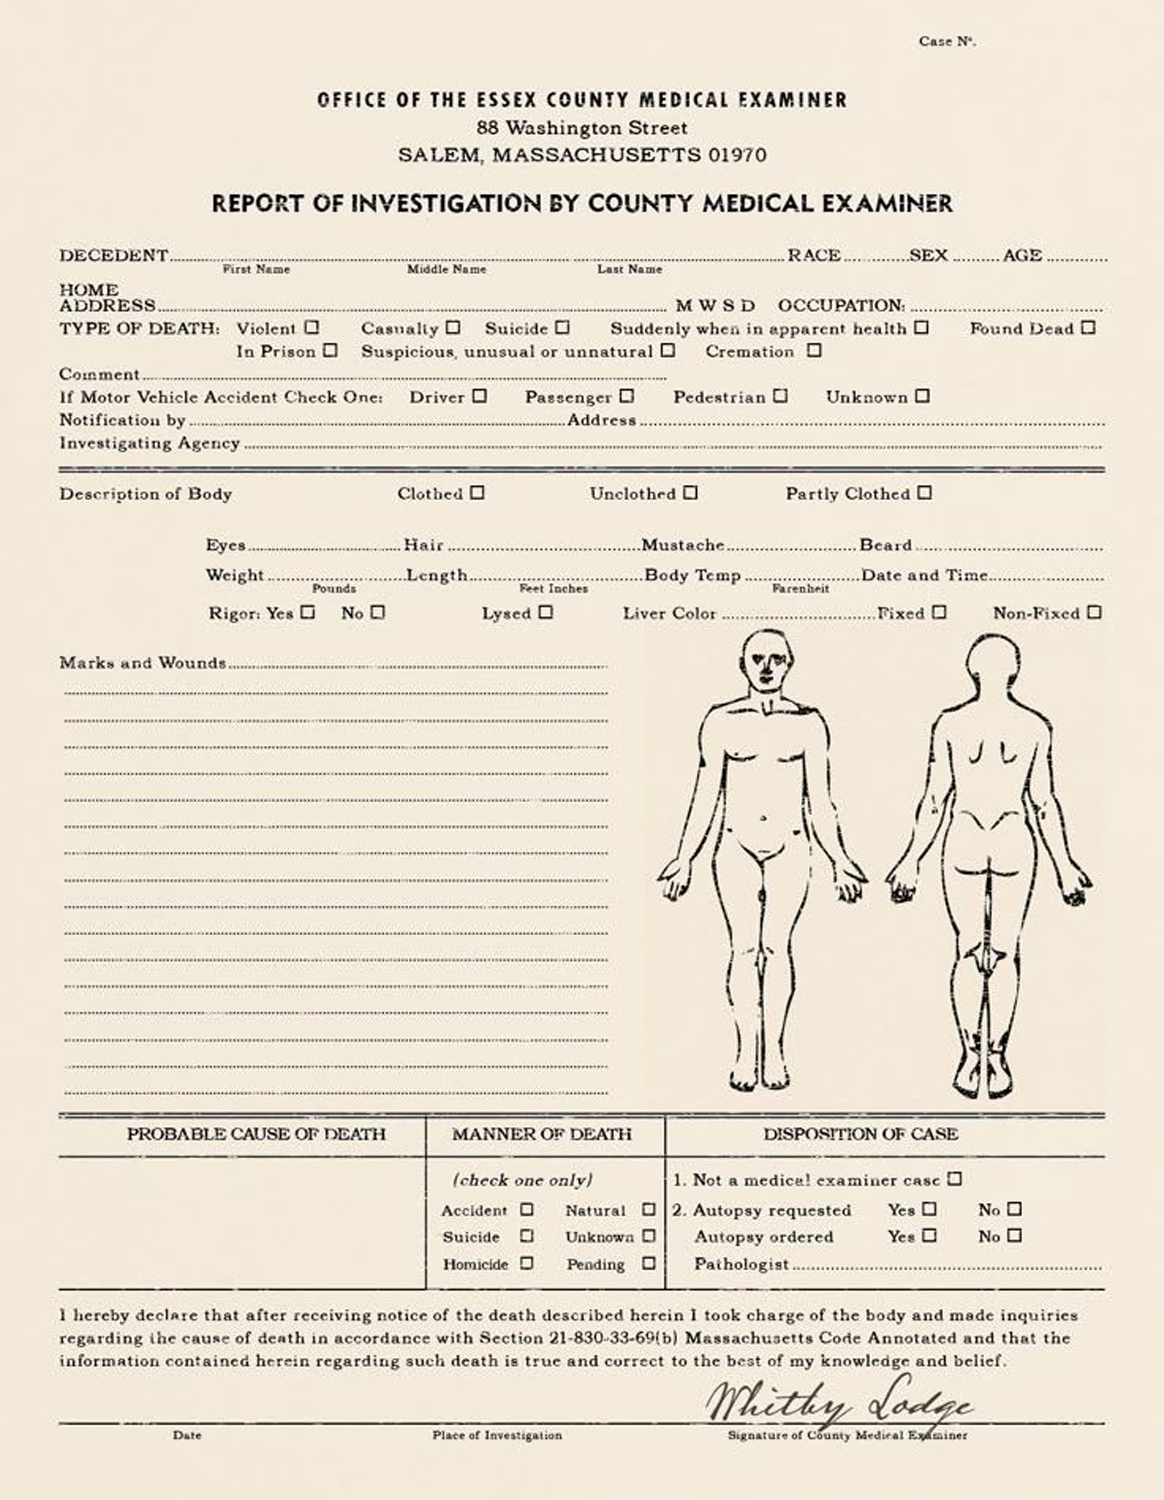 Case Nº.
OFFICE OF THE ESSEX COUNTY MEDICAL EXAMINER
88 Washington Street
SALEM, MASSACHUSETTS 01970
REPORT OF INVESTIGATION BY COUNTY MEDICAL EXAMINER
DECEDENT RACE SEX AGE
First Name Middle Name Last Name
HOME
ADDRESS M W S D OCCUPATION:
TYPE OF DEATH: Violent ☐ Casualty ☐ Suicide ☐ Suddenly when in apparent health ☐ Found Dead ☐
In Prison ☐ Suspicious, unusual or unnatural ☐ Cremation ☐
Comment
If Motor Vehicle Accident Check One: Driver ☐ Passenger ☐ Pedestrian ☐ Unknown ☐
Notification by Address
Investigating Agency
Description of Body Clothed ☐ Unclothed ☐ Partly Clothed ☐
Eyes Hair Mustache Beard
Weight Length Body Temp Date and Time
Pounds Feet Inches Farenheit
Rigor: Yes ☐ No ☐ Lysed ☐ Liver Color Fixed ☐ Non-Fixed ☐
Marks and Wounds
PROBABLE CAUSE OF DEATH MANNER OF DEATH DISPOSITION OF CASE
(check one only) 1. Not a medical examiner case ☐
Accident ☐ Natural ☐ 2. Autopsy requested Yes ☐ No ☐
Suicide ☐ Unknown ☐ Autopsy ordered Yes ☐ No ☐
Homicide ☐ Pending ☐ Pathologist
I hereby declare that after receiving notice of the death described herein I took charge of the body and made inquiries
regarding the cause of death in accordance with Section 21-830-33-69(b) Massachusetts Code Annotated and that the
information contained herein regarding such death is true and correct to the best of my knowledge and belief.
Whitby Lodge
Date Place of Investigation Signature of County Medical Examiner